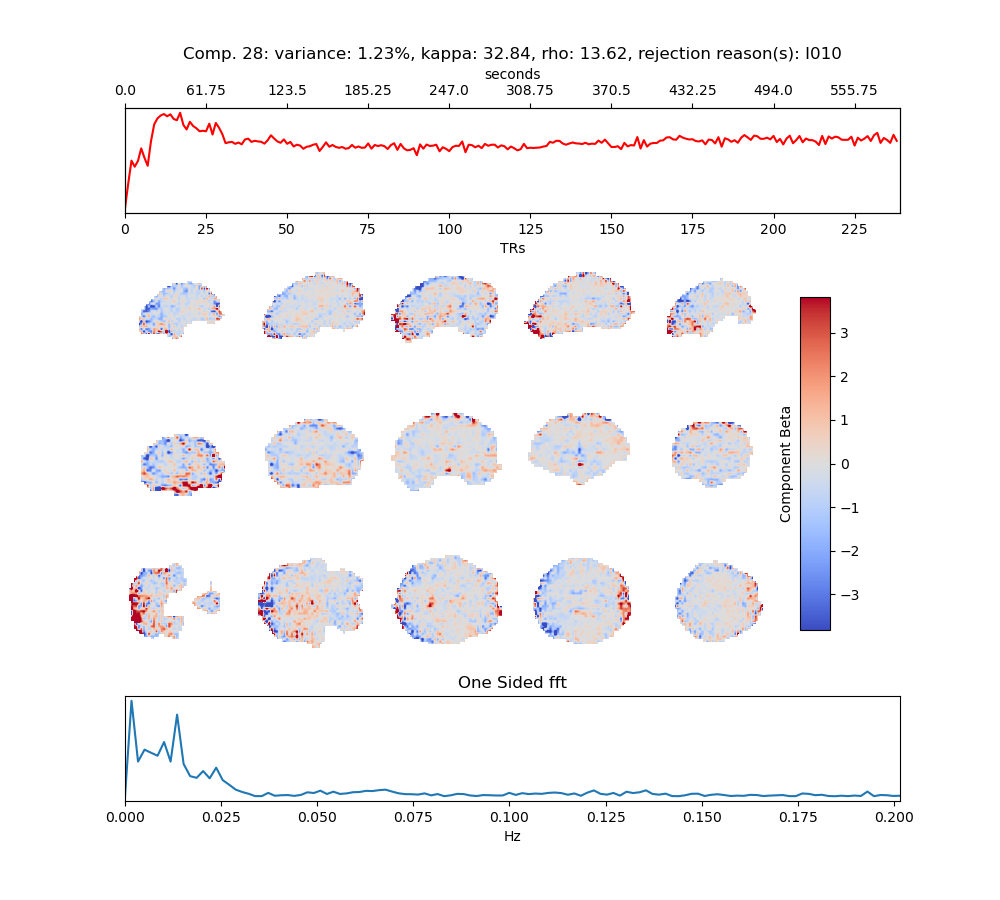 Comp. 28: variance: 1.23%, kappa: 32.84, rho: 13.62, rejection reason(s): I010
seconds
0.0 61.75 123.5 185.25 247.0 308.75 370.5 432.25 494.0 555.75
0 25 50 75 100 125 150 175 200 225
TRs
3
2
1
0
−1
−2
−3
Component Beta
One Sided fft
0.000 0.025 0.050 0.075 0.100 0.125 0.150 0.175 0.200
Hz